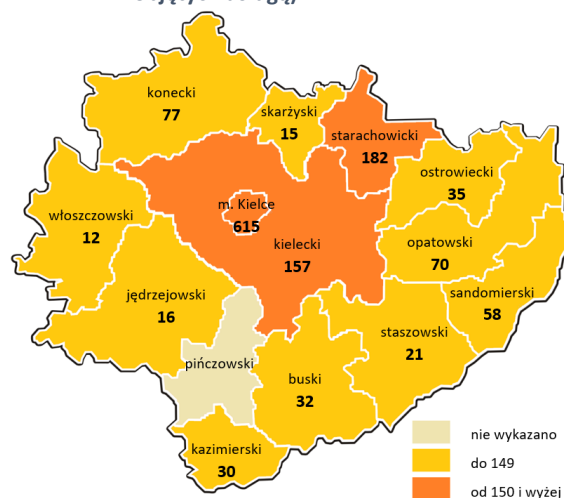 konecki
77
skarżyski
15
starachowicki
182
ostrowiecki
35
m. Kielce
615
włoszczowski
12
kielecki
157
opatowski
70
jędrzejowski
16
sandomierski
58
staszowski
21
pińczowski
buski
32
kazimierski
30
nie wykazano
do 149
od 150 i wyżej